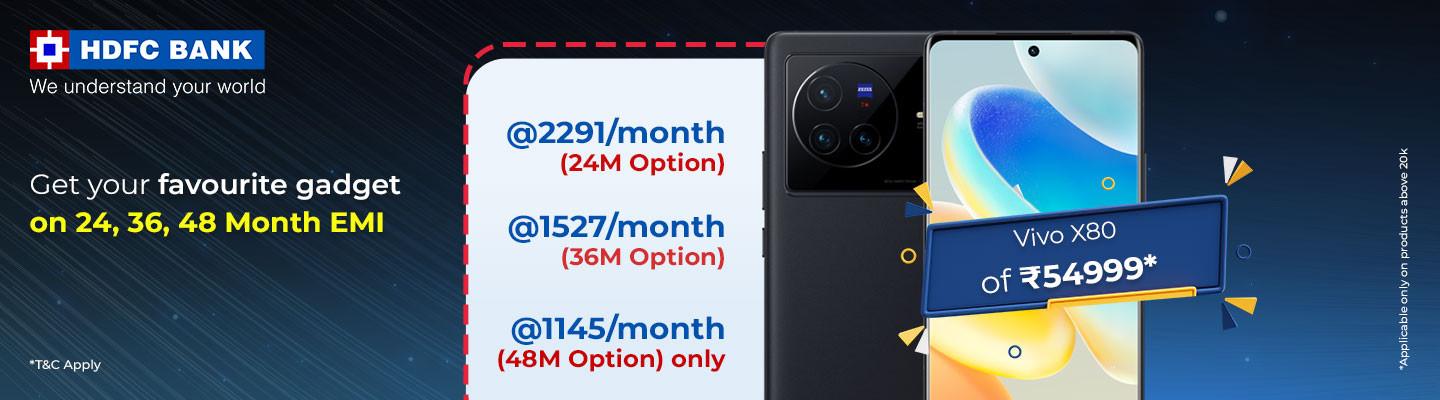 HDFC BANK
We understand your world
Get your favourite gadget
on 24, 36, 48 Month EMI
*T&C Apply
@2291/month
(24M Option)
@1527/month
(36M Option)
@1145/month
(48M Option) only
ZEISS
Vivo X80
of ₹54999*
*Applicable only on products above 20k